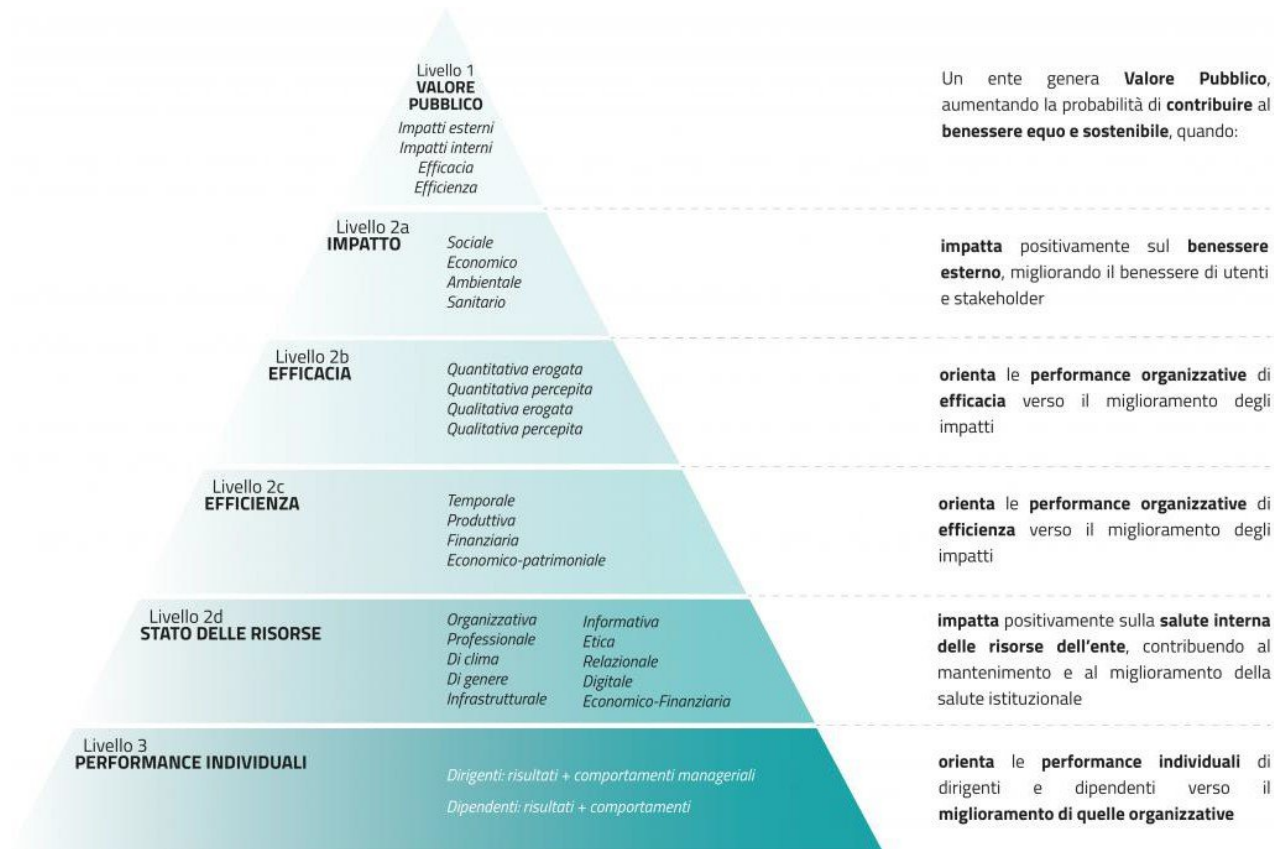 Livello 1
VALORE
PUBBLICO
Impatti esterni
Impatti interni
Efficacia
Efficienza
Un ente genera Valore Pubblico,
aumentando la probabilità di contribuire al
benessere equo e sostenibile, quando:
Livello 2a
IMPATTO
Sociale
Economico
Ambientale
Sanitario
impatta positivamente sul benessere
esterno, migliorando il benessere di utenti
e stakeholder
Livello 2b
EFFICACIA
Quantitativa erogata
Quantitativa percepita
Qualitativa erogata
Qualitativa percepita
orienta le performance organizzative di
efficacia verso il miglioramento degli
impatti
Livello 2c
EFFICIENZA
Temporale
Produttiva
Finanziaria
Economico-patrimoniale
orienta le performance organizzative di
efficienza verso il miglioramento degli
impatti
Livello 2d
STATO DELLE RISORSE
Organizzativa
Professionale
Di clima
Di genere
Infrastrutturale
Informativa
Etica
Relazionale
Digitale
Economico-Finanziaria
impatta positivamente sulla salute interna
delle risorse dell'ente, contribuendo al
mantenimento e al miglioramento della
salute istituzionale
Livello 3
PERFORMANCE INDIVIDUALI
Dirigenti: risultati + comportamenti manageriali
Dipendenti: risultati + comportamenti
orienta le performance individuali di
dirigenti e dipendenti verso il
miglioramento di quelle organizzative